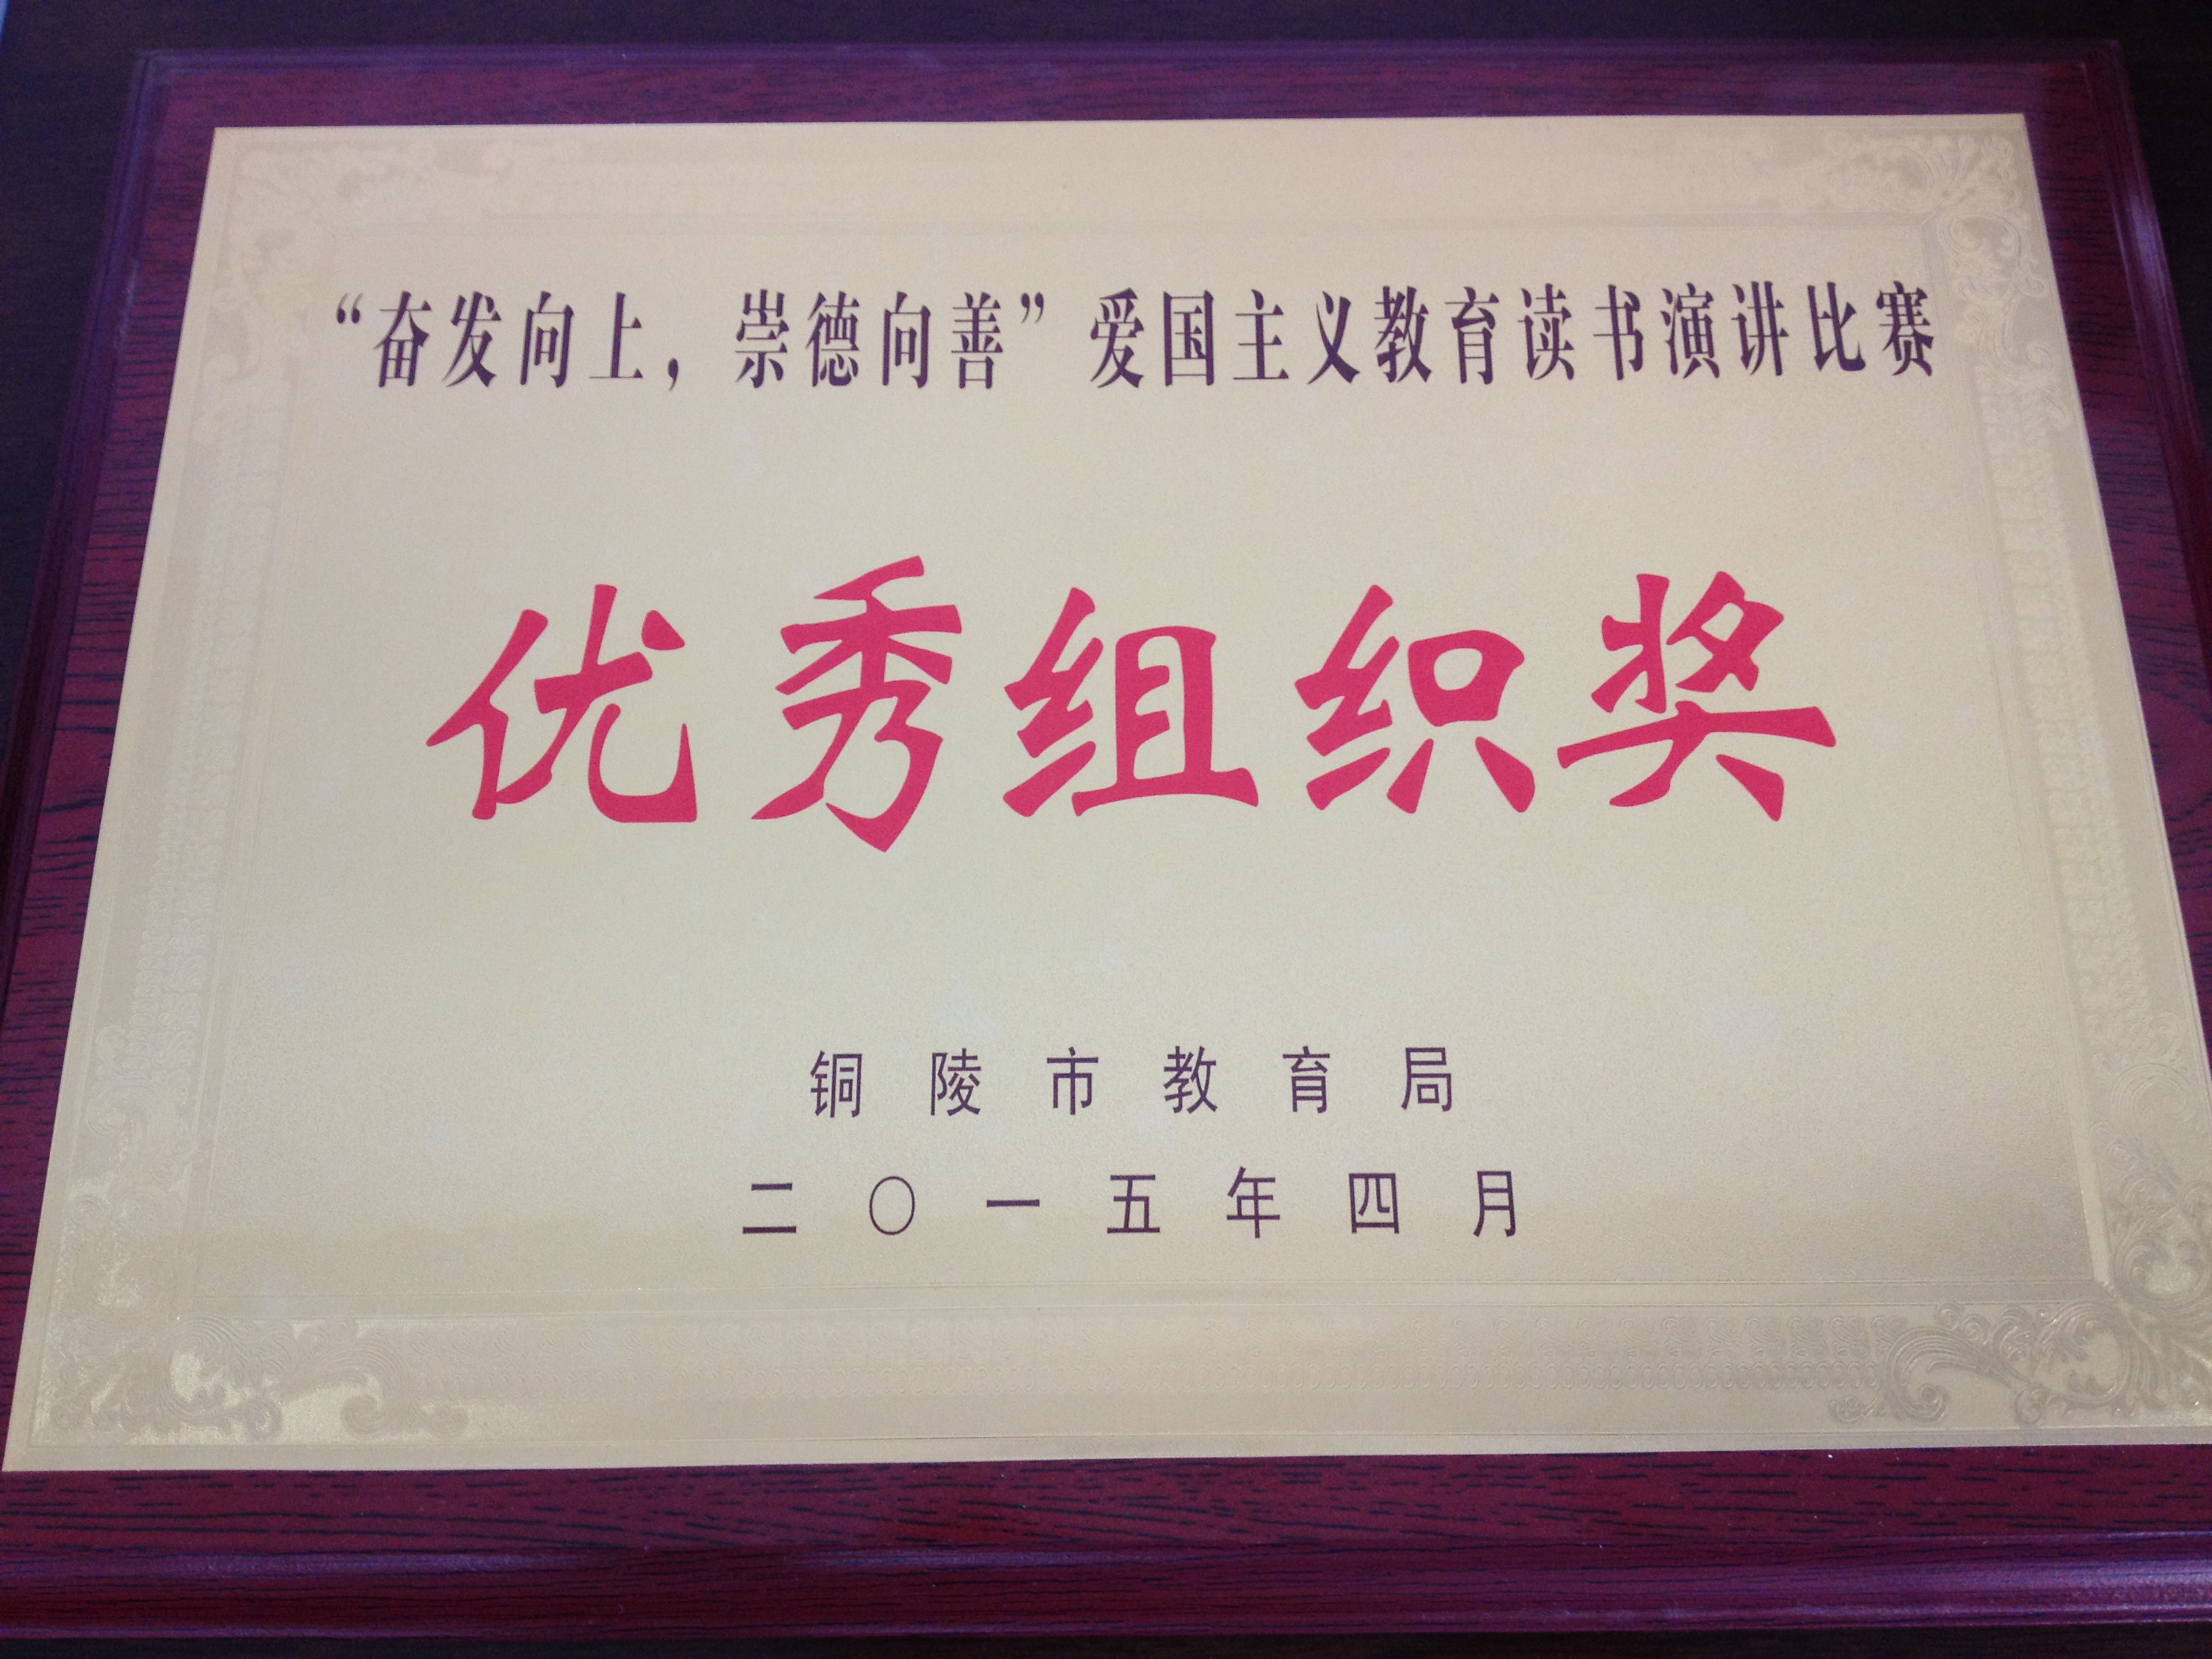 “奋发向上，崇德向善”爱国主义教育读书演讲比赛
优秀组织奖
铜陵市教育局
二〇一五年四月